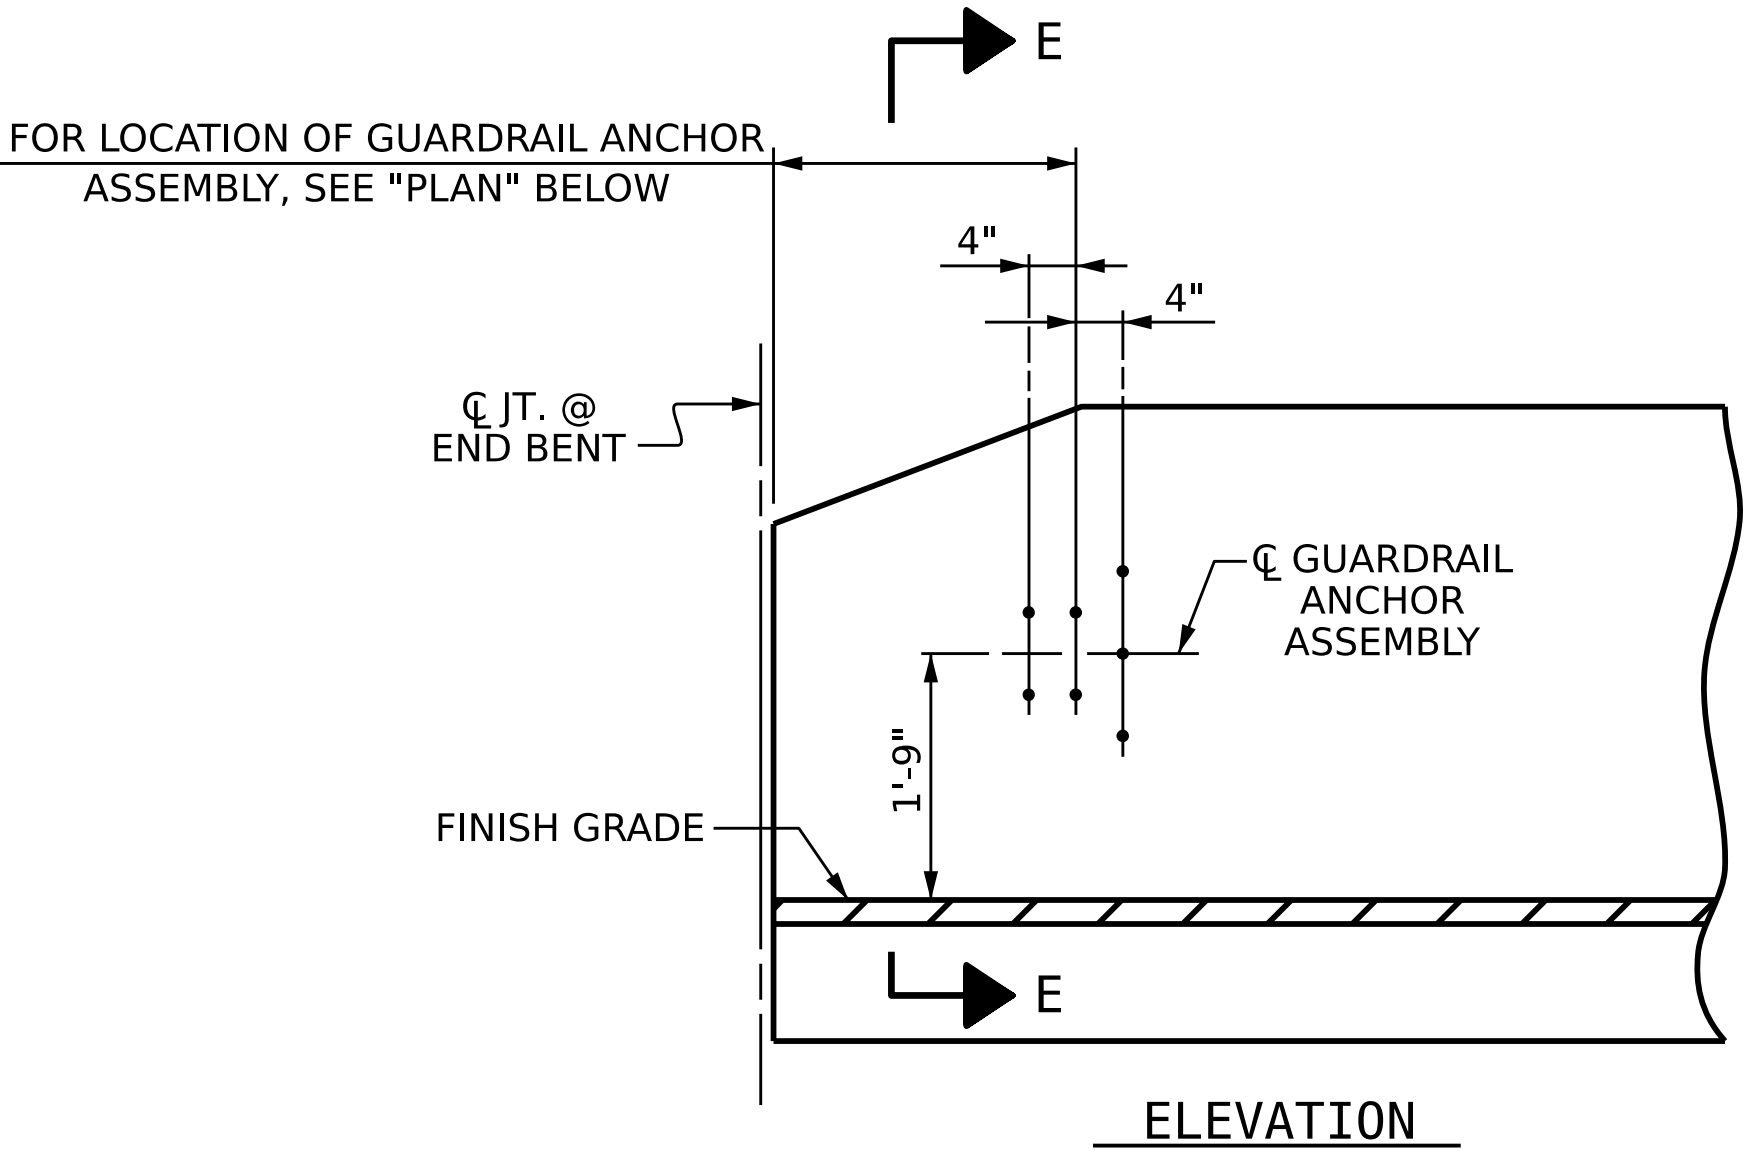 E
FOR LOCATION OF GUARDRAIL ANCHOR
ASSEMBLY, SEE "PLAN" BELOW
4"
4"
℄ JT. @
END BENT
℄ GUARDRAIL
ANCHOR
ASSEMBLY
1'-9"
FINISH GRADE
E
ELEVATION